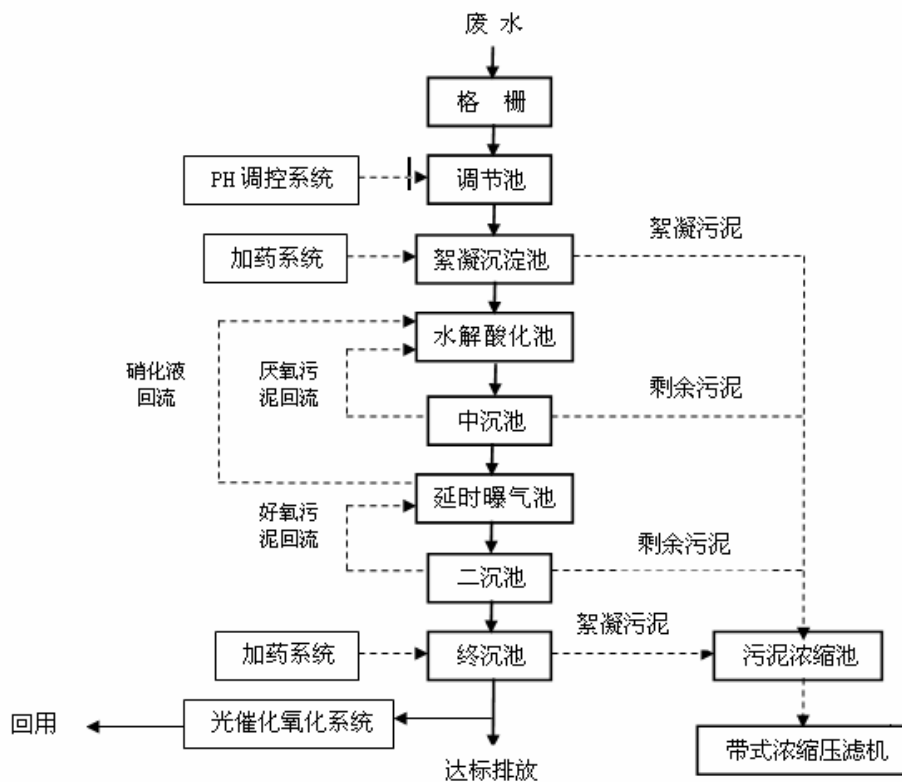 废 水
格 栅
PH 调控系统
调节池
絮凝污泥
加药系统
絮凝沉淀池
水解酸化池
硝化液
回流
厌氧污
泥回流
剩余污泥
中沉池
延时曝气池
好氧污
泥回流
剩余污泥
二沉池
絮凝污泥
加药系统
终沉池
污泥浓缩池
回用
光催化氧化系统
带式浓缩压滤机
达标排放